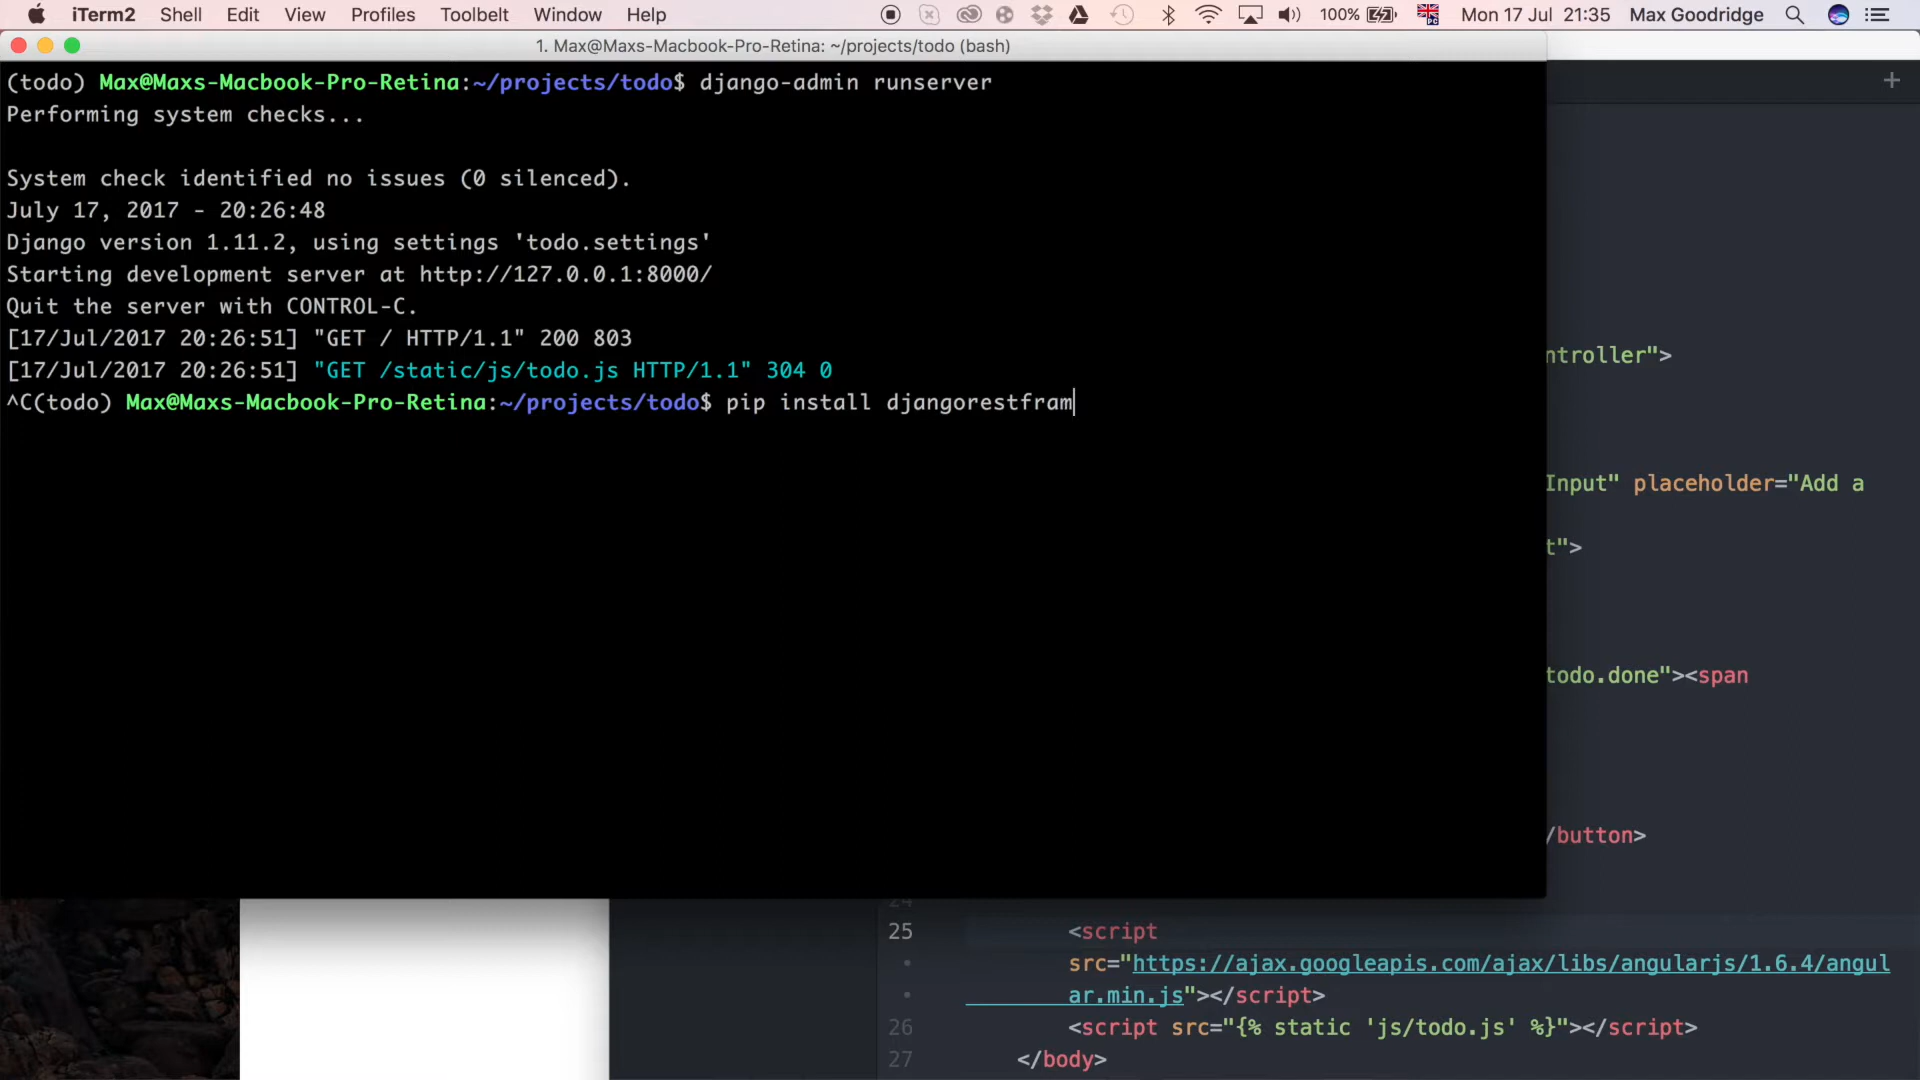 iTerm2 Shell Edit View Profiles Toolbelt Window Help 100% Mon 17 Jul 21:35 Max Goodridge
1. Max@Maxs-Macbook-Pro-Retina: ~/projects/todo (bash)
(todo) Max@Maxs-Macbook-Pro-Retina:~/projects/todo$ django-admin runserver
Performing system checks...
System check identified no issues (0 silenced).
July 17, 2017 - 20:26:48
Django version 1.11.2, using settings 'todo.settings'
Starting development server at http://127.0.0.1:8000/
Quit the server with CONTROL-C.
[17/Jul/2017 20:26:51] "GET / HTTP/1.1" 200 803
[17/Jul/2017 20:26:51] "GET /static/js/todo.js HTTP/1.1" 304 0
^C(todo) Max@Maxs-Macbook-Pro-Retina:~/projects/todo$ pip install djangorestfram
ntroller">
Input" placeholder="Add a
t">
todo.done"><span
/button>
24
25 <script
src="https://ajax.googleapis.com/ajax/libs/angularjs/1.6.4/angul
ar.min.js"></script>
26 <script src="{% static 'js/todo.js' %}"></script>
27 </body>